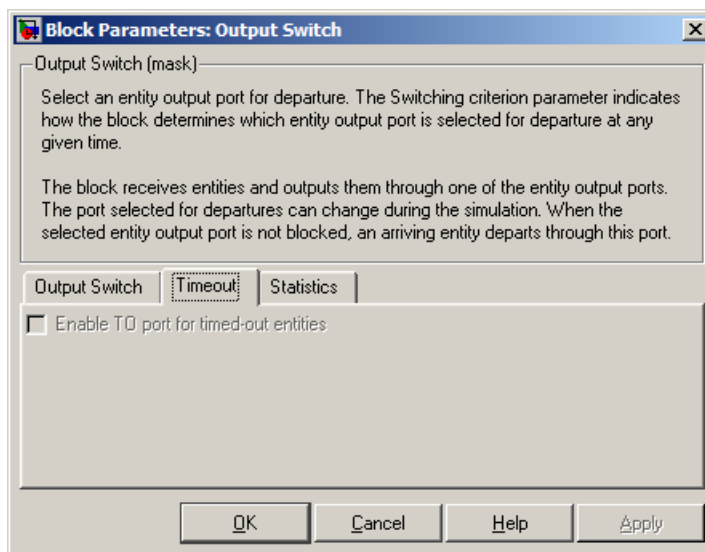 Block Parameters: Output Switch
Output Switch (mask)
Select an entity output port for departure. The Switching criterion parameter indicates
how the block determines which entity output port is selected for departure at any
given time.
The block receives entities and outputs them through one of the entity output ports.
The port selected for departures can change during the simulation. When the
selected entity output port is not blocked, an arriving entity departs through this port.
Output Switch Timeout Statistics
Enable TO port for timed-out entities
OK Cancel Help Apply